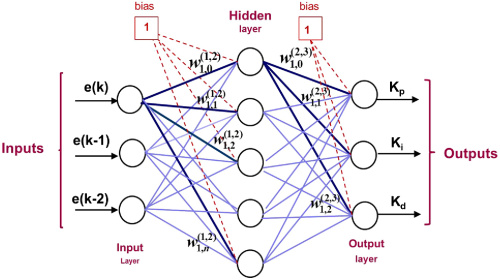 bias
1
Hidden
layer
bias
1
w_{1,0}^{(1,2)}
w_{1,0}^{(2,3)}
e(k)
w_{1,1}^{(1,2)}
w_{1,1}^{(2,3)}
K_p
w_{1,2}^{(1,2)}
Inputs
e(k-1)
K_i
Outputs
e(k-2)
w_{1,2}^{(2,3)}
K_d
w_{1,n}^{(1,2)}
Input
Layer
Output
layer